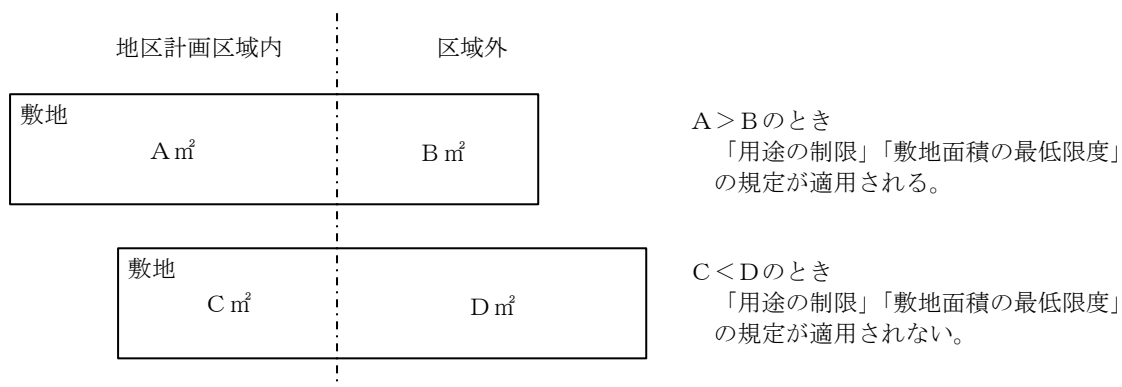 地区計画区域内
区域外
敷地
A㎡
B㎡
A＞Bのとき
「用途の制限」「敷地面積の最低限度」
の規定が適用される。
敷地
C㎡
D㎡
C＜Dのとき
「用途の制限」「敷地面積の最低限度」
の規定が適用されない。